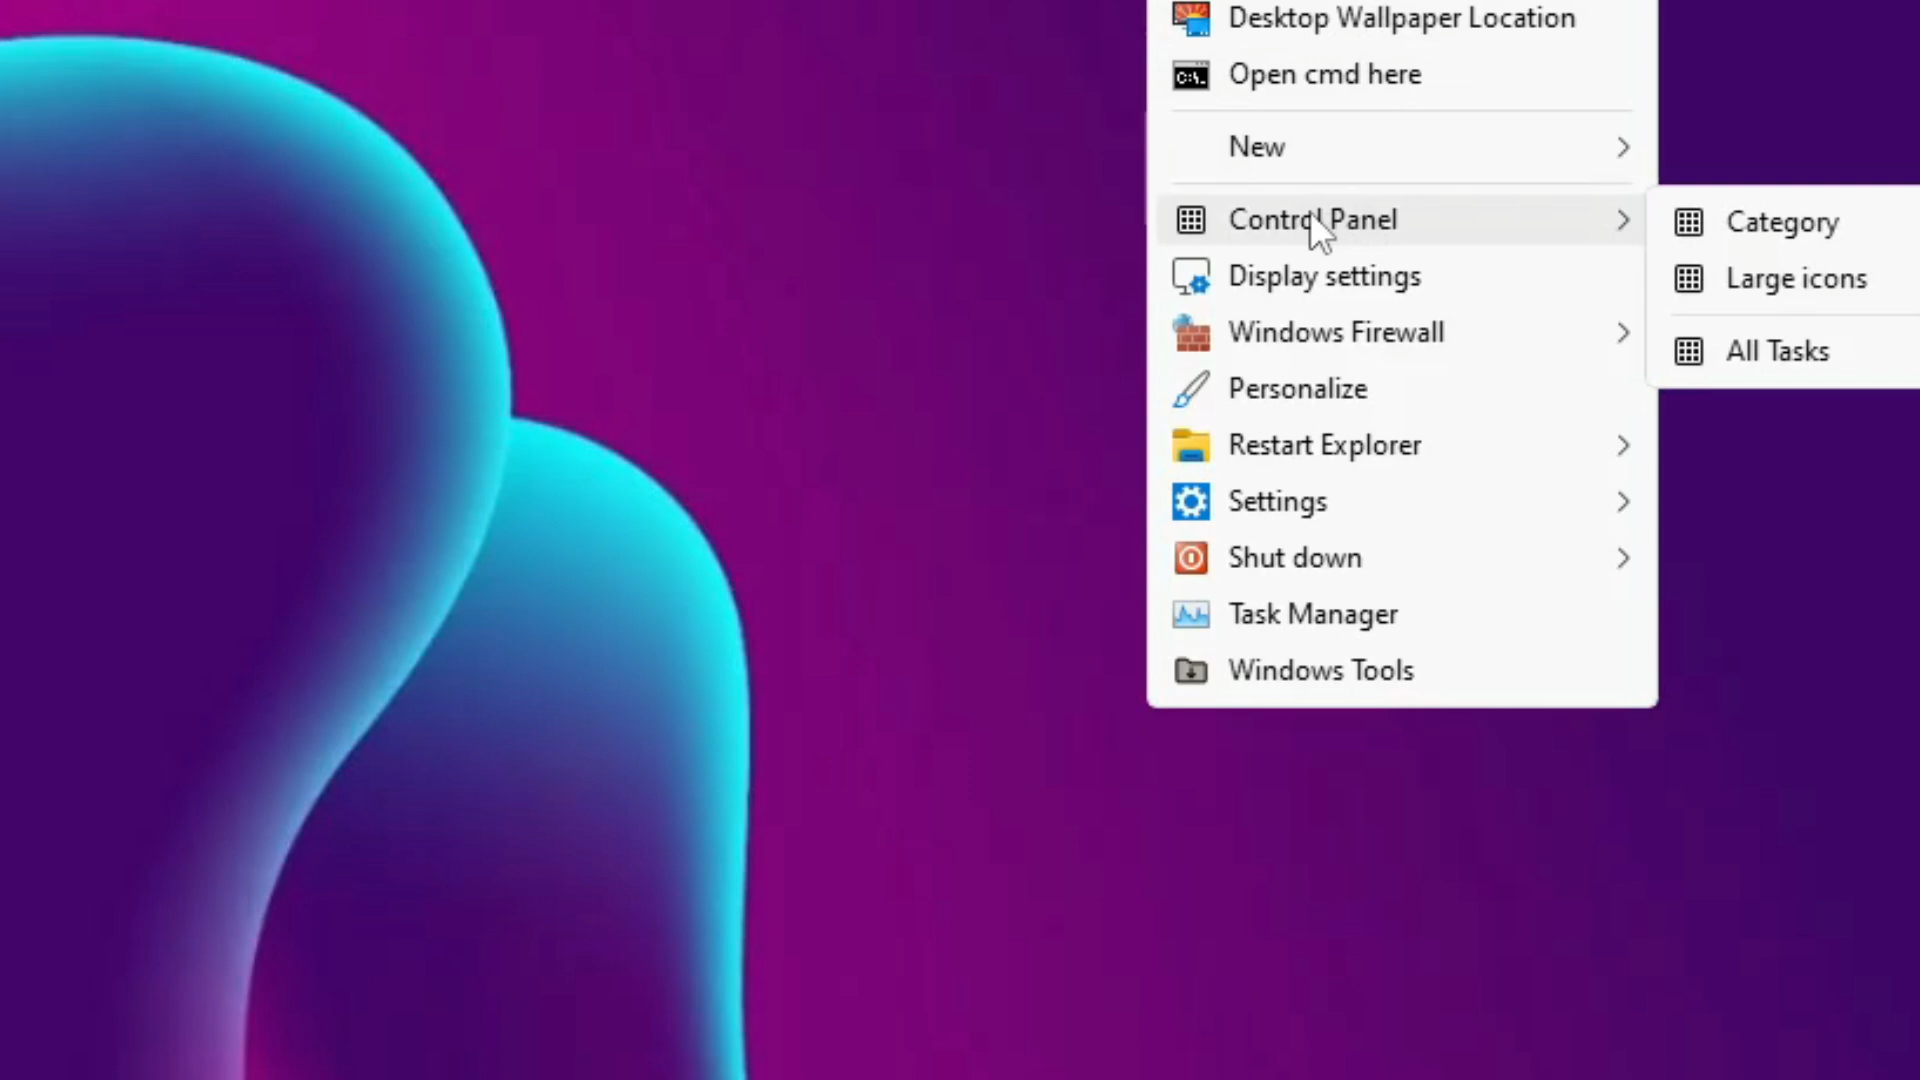 Desktop Wallpaper Location
Open cmd here
New
Control Panel
Display settings
Windows Firewall
Personalize
Restart Explorer
Settings
Shut down
Task Manager
Windows Tools
Category
Large icons
All Tasks